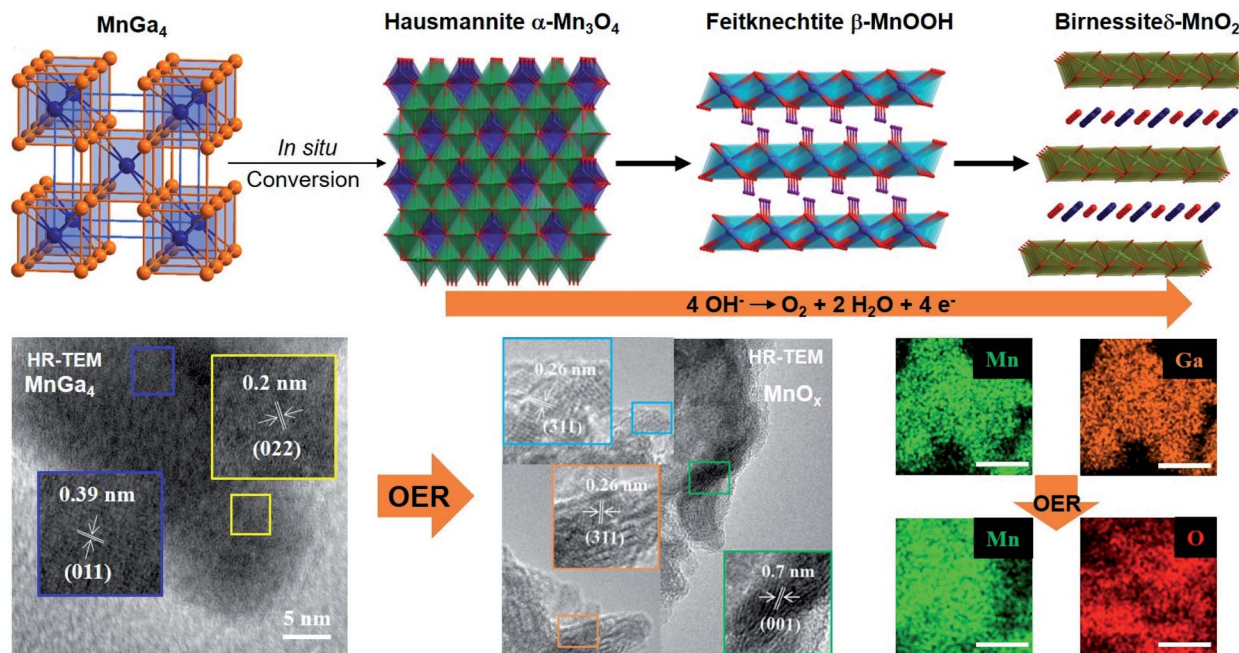 MnGa₄
Hausmannite α-Mn₃O₄
Feitknechtite β-MnOOH
Birnessiteδ-MnO₂
In situ
Conversion
4 OH⁻ → O₂ + 2 H₂O + 4 e⁻
HR-TEM
MnGa₄
0.2 nm
(022)
0.39 nm
(011)
5 nm
OER
HR-TEM
MnOₓ
0.26 nm
(311)
0.26 nm
(311)
0.7 nm
(001)
Mn
Ga
OER
Mn
O